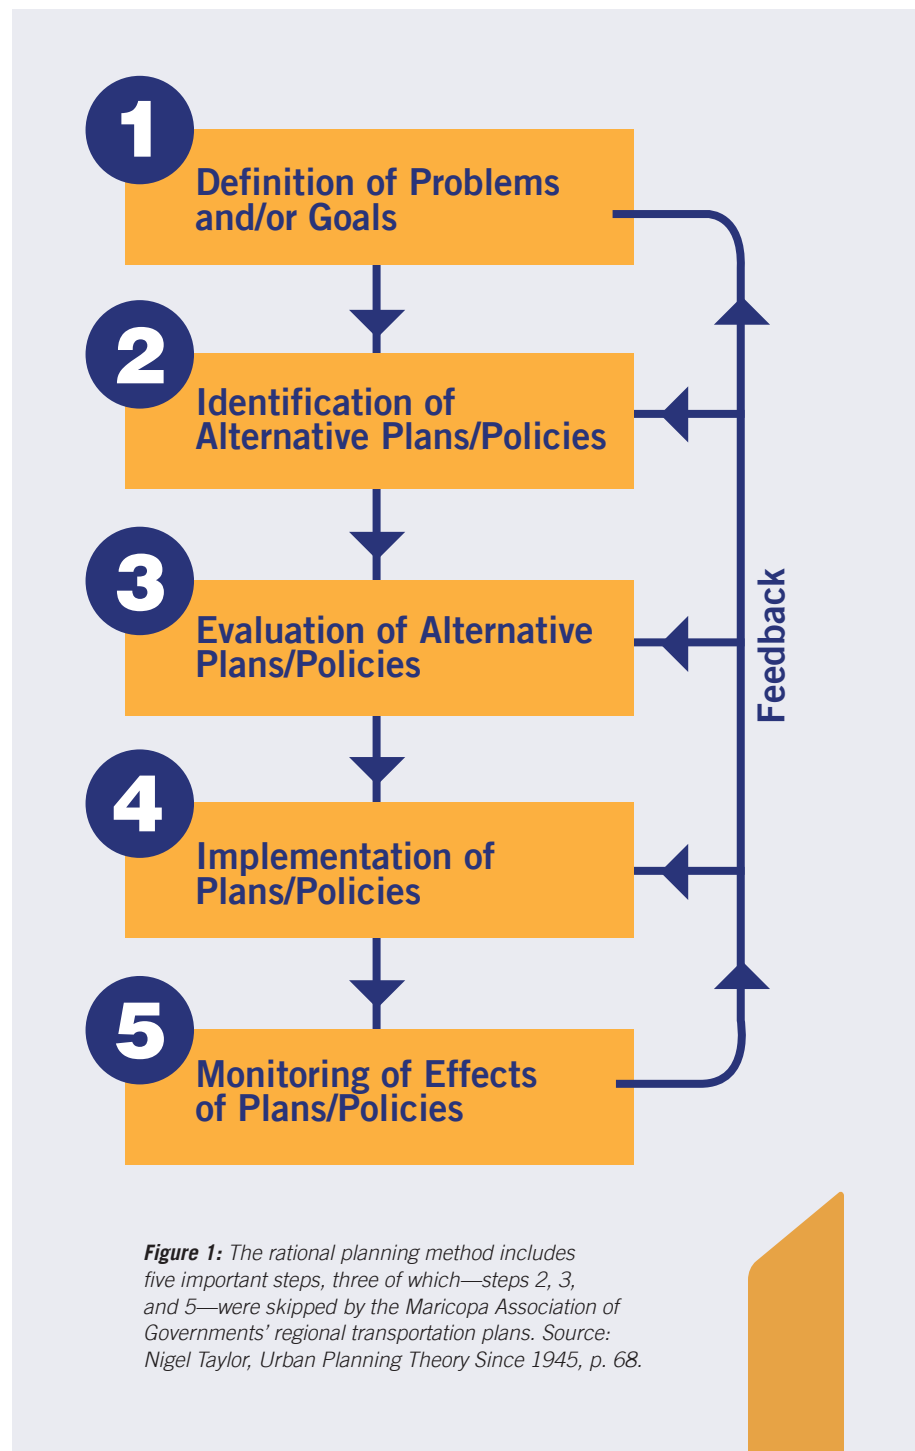 1
Definition of Problems
and/or Goals
2
Identification of
Alternative Plans/Policies
3
Evaluation of Alternative
Plans/Policies
4
Implementation of
Plans/Policies
5
Monitoring of Effects
of Plans/Policies
Feedback
Figure 1: The rational planning method includes
five important steps, three of which—steps 2, 3,
and 5—were skipped by the Maricopa Association of
Governments’ regional transportation plans. Source:
Nigel Taylor, Urban Planning Theory Since 1945, p. 68.